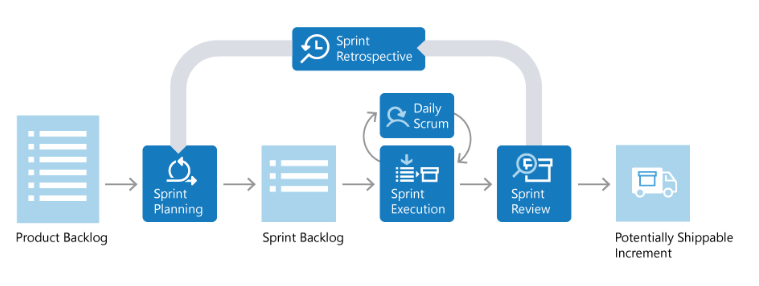 Sprint
Retrospective
Daily
Scrum
Sprint
Planning
Sprint
Execution
Sprint
Review
Product Backlog
Sprint Backlog
Potentially Shippable
Increment